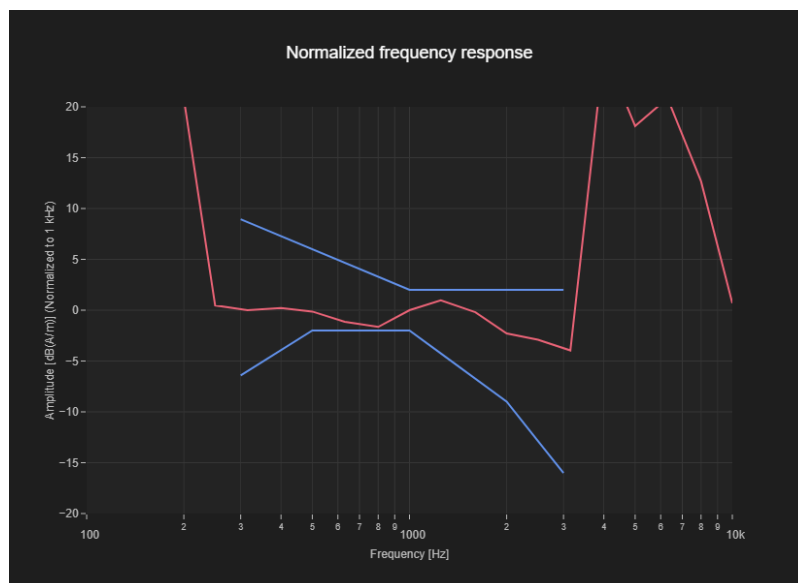 Normalized frequency response
Amplitude [dB(A/m)] (Normalized to 1 kHz)
20
15
10
5
0
−5
−10
−15
−20
100 2 3 4 5 6 7 8 9 1000 2 3 4 5 6 7 8 9 10k
Frequency [Hz]